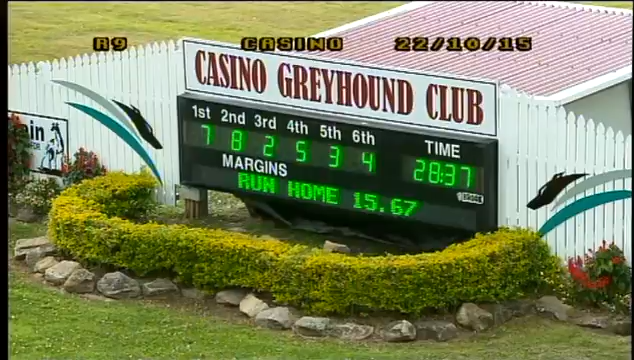 R9 CASINO 22/10/15
CASINO GREYHOUND CLUB
1st 2nd 3rd 4th 5th 6th TIME
7 8 2 5 3 4 28:37
MARGINS
RUN HOME 15.67